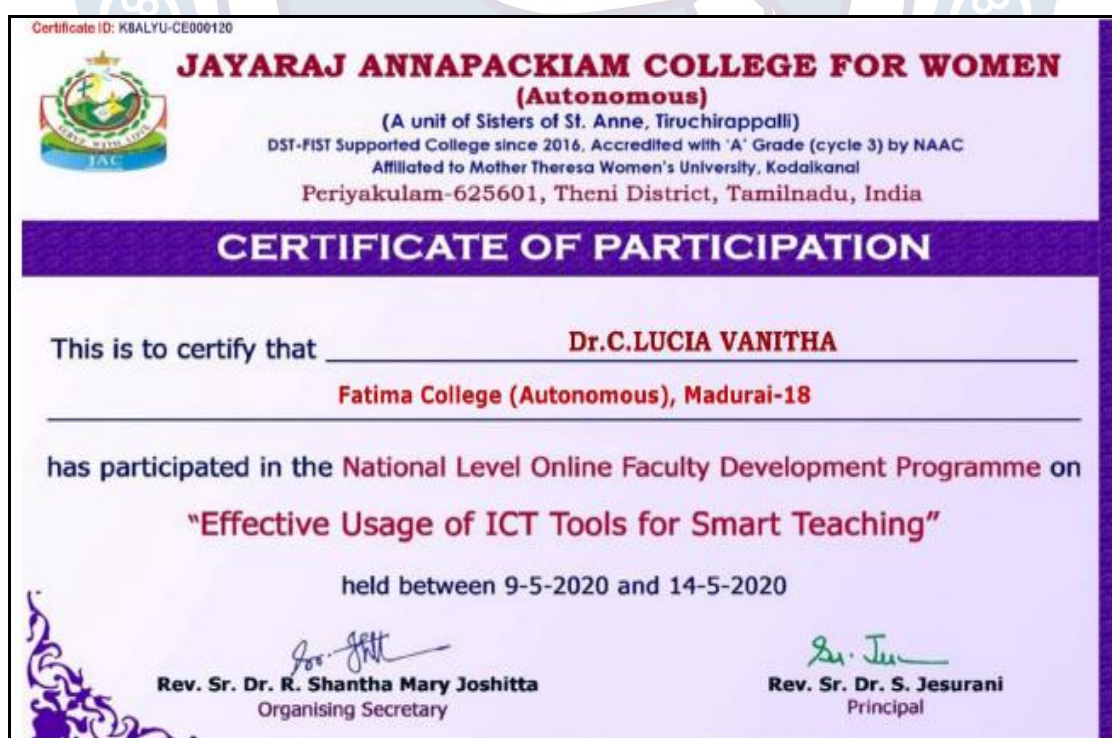 Certificate ID: KBALYU-CE000120
JAYARAJ ANNAPACKIAM COLLEGE FOR WOMEN
(Autonomous)
(A unit of Sisters of St. Anne, Tiruchirappalli)
DST-FIST Supported College since 2016, Accredited with 'A' Grade (cycle 3) by NAAC
Affiliated to Mother Theresa Women's University, Kodaikanal
Periyakulam-625601, Theni District, Tamilnadu, India
SERVE WITH LOVE
JAC
CERTIFICATE OF PARTICIPATION
This is to certify that Dr.C.LUCIA VANITHA
Fatima College (Autonomous), Madurai-18
has participated in the National Level Online Faculty Development Programme on
"Effective Usage of ICT Tools for Smart Teaching"
held between 9-5-2020 and 14-5-2020
Rev. Sr. Dr. R. Shantha Mary Joshitta
Organising Secretary
Rev. Sr. Dr. S. Jesurani
Principal